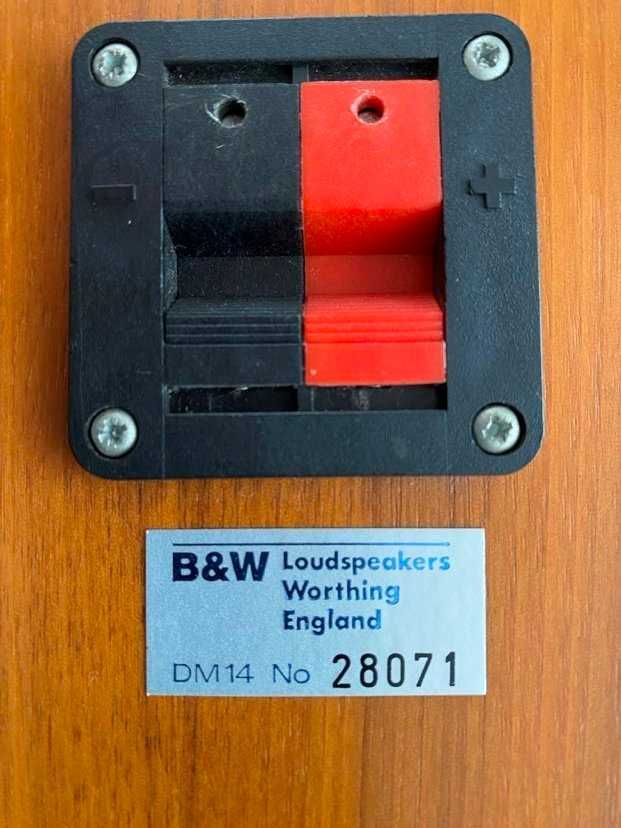 - +
B&W Loudspeakers
Worthing
England
DM14 No 28071